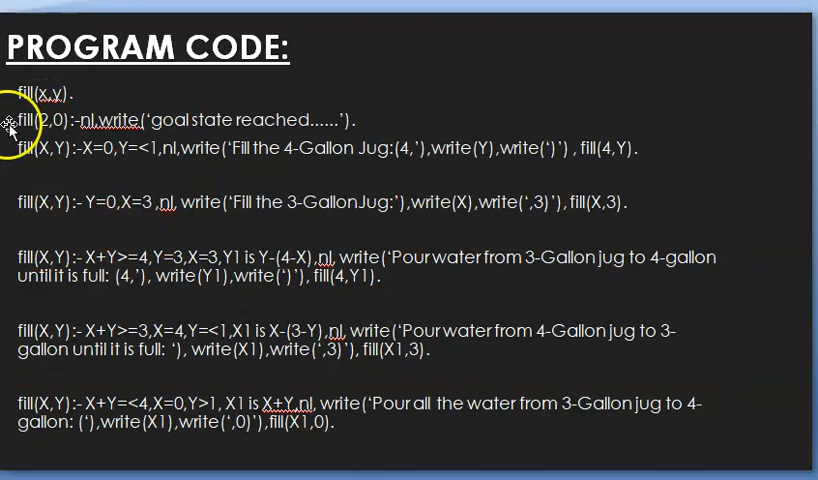 PROGRAM CODE:
fill(x,y).
fill(2,0):-nl,write(‘goal state reached......’).
fill(X,Y):-X=0,Y=<1,nl,write(‘Fill the 4-Gallon Jug:(4,’),write(Y),write(‘)’) , fill(4,Y).
fill(X,Y):- Y=0,X=3 ,nl, write(‘Fill the 3-GallonJug:’),write(X),write(‘,3)’), fill(X,3).
fill(X,Y):- X+Y>=4,Y=3,X=3,Y1 is Y-(4-X),nl, write(‘Pour water from 3-Gallon jug to 4-gallon
until it is full: (4,’), write(Y1),write(‘)’), fill(4,Y1).
fill(X,Y):- X+Y>=3,X=4,Y=<1,X1 is X-(3-Y),nl, write(‘Pour water from 4-Gallon jug to 3-
gallon until it is full: ‘), write(X1),write(‘,3)’), fill(X1,3).
fill(X,Y):- X+Y=<4,X=0,Y>1, X1 is X+Y,nl, write(‘Pour all the water from 3-Gallon jug to 4-
gallon: (‘),write(X1),write(‘,0)’),fill(X1,0).